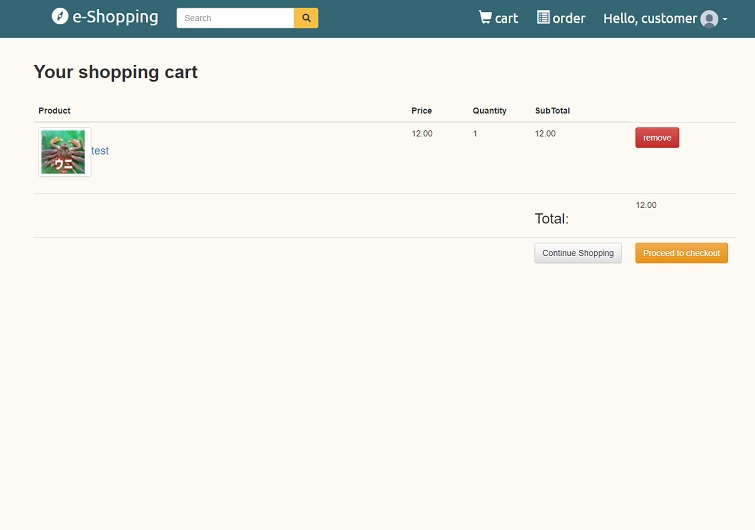 e-Shopping Search cart order Hello, customer
Your shopping cart
Product Price Quantity SubTotal
test 12.00 1 12.00 remove
ウニ
12.00
Total:
Continue Shopping Proceed to checkout